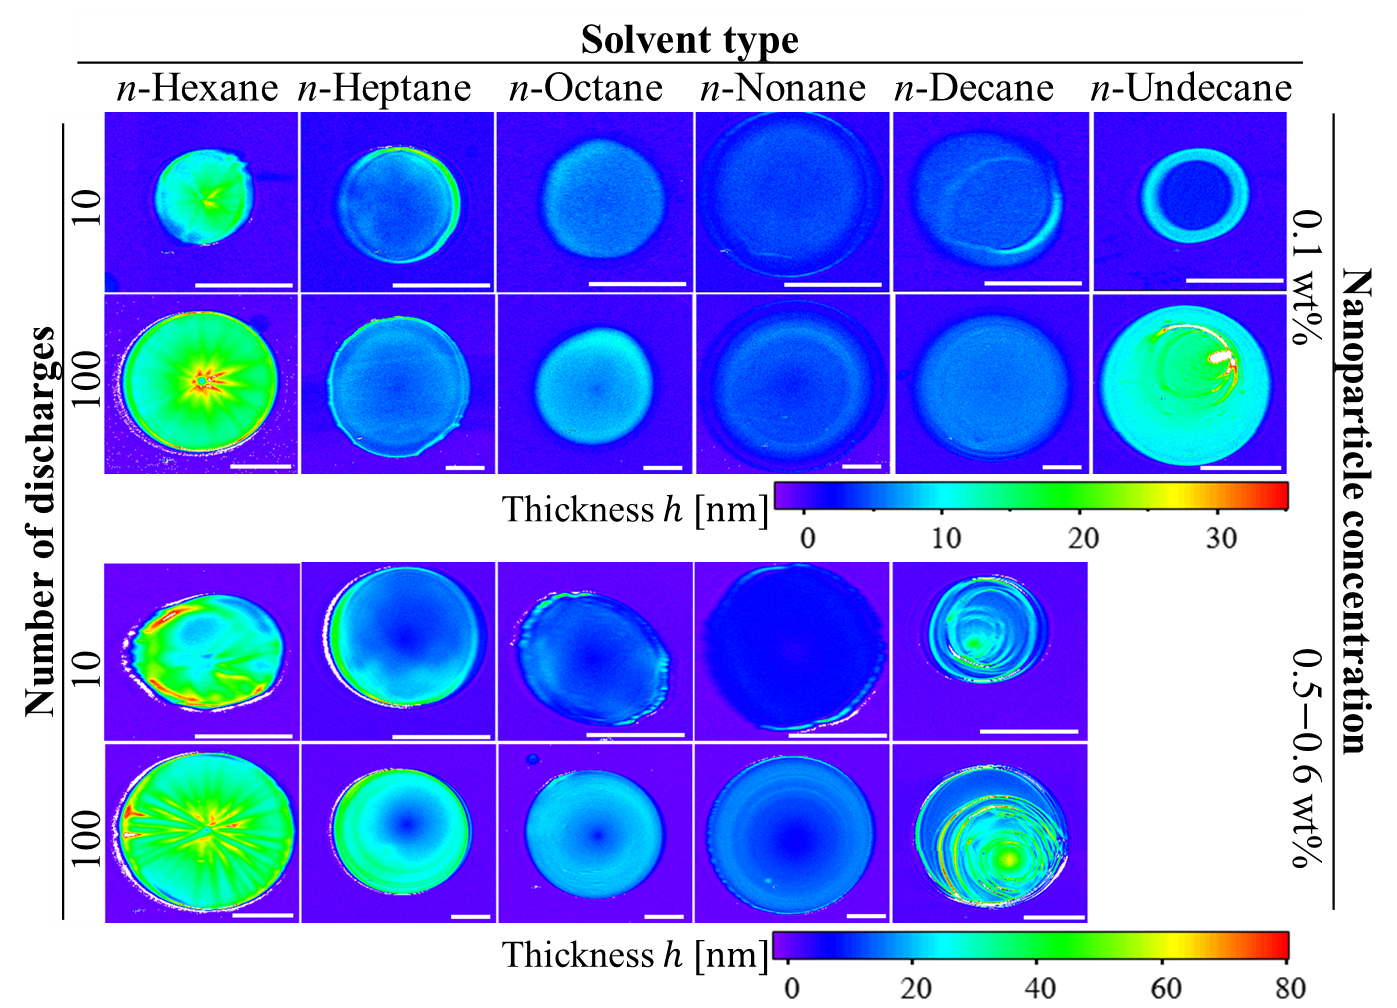 Solvent type
n-Hexane n-Heptane n-Octane n-Nonane n-Decane n-Undecane
Number of discharges
10
100
0.1 wt%
Thickness h [nm]
0 10 20 30
10
100
0.5−0.6 wt%
Nanoparticle concentration
Thickness h [nm]
0 20 40 60 80